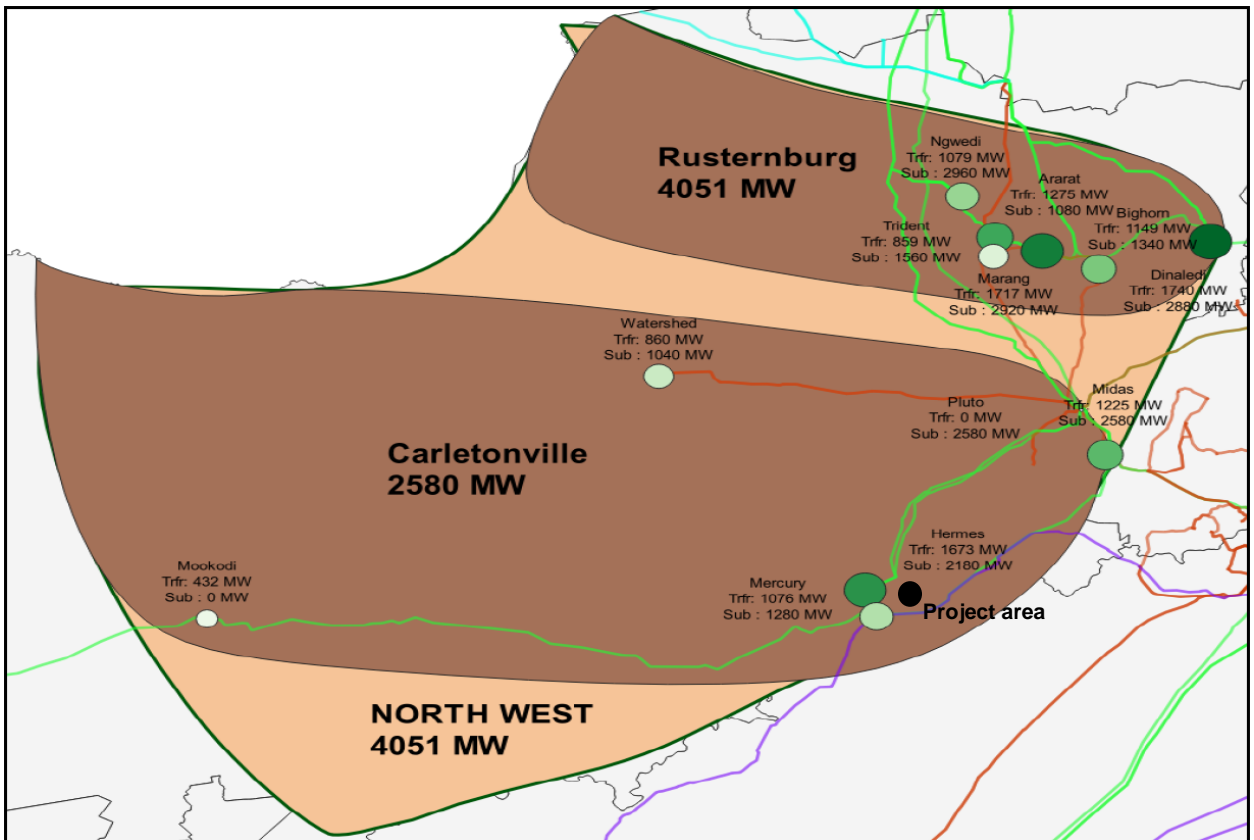 Rusternburg
4051 MW
Ngwedi
Trfr: 1079 MW
Sub : 2960 MW
Ararat
Trfr: 1275 MW
Sub : 1080 MW
Bighorn
Trfr: 1149 MW
Sub : 1340 MW
Trident
Trfr: 859 MW
Sub : 1560 MW
Marang
Trfr: 1717 MW
Sub : 2920 MW
Dinaledi
Trfr: 1740 MW
Sub : 2880 MW
Watershed
Trfr: 860 MW
Sub : 1040 MW
Pluto
Trfr: 0 MW
Sub : 2580 MW
Midas
Trfr: 1225 MW
Sub : 2580 MW
Carletonville
2580 MW
Hermes
Trfr: 1673 MW
Sub : 2180 MW
Mookodi
Trfr: 432 MW
Sub : 0 MW
Mercury
Trfr: 1076 MW
Sub : 1280 MW
Project area
NORTH WEST
4051 MW